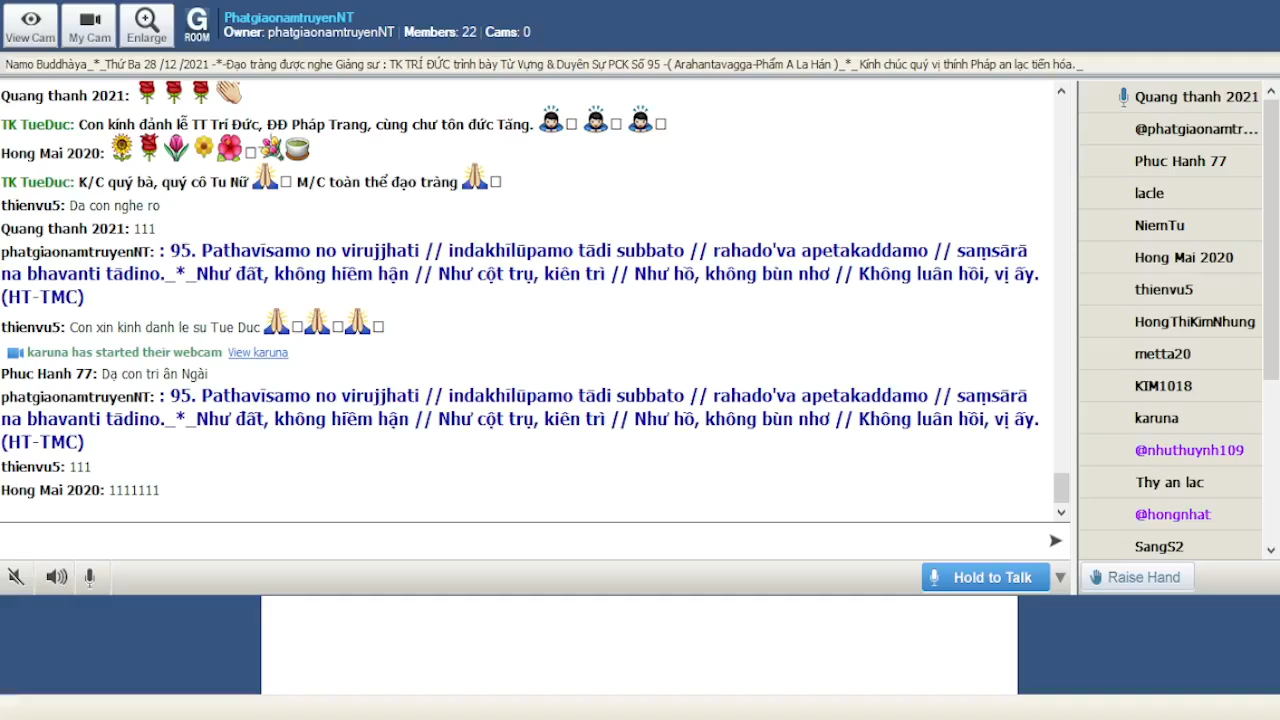 View Cam
My Cam
Enlarge
G
ROOM
PhatgiaonamtruyenNT
Owner: phatgiaonamtruyenNT | Members: 22 | Cams: 0
Namo Buddhàya_*_Thứ Ba 28 /12 /2021 -*-Đạo tràng được nghe Giảng sư : TK TRÍ ĐỨC trình bày Từ Vựng & Duyên Sự PCK Số 95 -( Arahantavagga-Phẩm A La Hán )_*_Kính chúc quý vị thính Pháp an lạc tiến hóa._
Quang thanh 2021:
TK TueDuc: Con kính đảnh lễ TT Trí Đức, ĐĐ Pháp Trang, cùng chư tôn đức Tăng.
Hong Mai 2020:
TK TueDuc: K/C quý bà, quý cô Tu Nữ M/C toàn thể đạo tràng
thienvu5: Da con nghe ro
Quang thanh 2021: 111
phatgiaonamtruyenNT: : 95. Pathavīsamo no virujjhati // indakhīlūpamo tādi subbato // rahado'va apetakaddamo // saṃsārā
na bhavanti tādino._*_Như đất, không hiềm hận // Như cột trụ, kiên trì // Như hồ, không bùn nhơ // Không luân hồi, vị ấy.
(HT-TMC)
thienvu5: Con xin kinh danh le su Tue Duc
karuna has started their webcam View karuna
Phuc Hanh 77: Dạ con tri ân Ngài
phatgiaonamtruyenNT: : 95. Pathavīsamo no virujjhati // indakhīlūpamo tādi subbato // rahado'va apetakaddamo // saṃsārā
na bhavanti tādino._*_Như đất, không hiềm hận // Như cột trụ, kiên trì // Như hồ, không bùn nhơ // Không luân hồi, vị ấy.
(HT-TMC)
thienvu5: 111
Hong Mai 2020: 1111111
Hold to Talk
Quang thanh 2021
@phatgiaonamtr...
Phuc Hanh 77
lacle
NiemTu
Hong Mai 2020
thienvu5
HongThiKimNhung
metta20
KIM1018
karuna
@nhuthuynh109
Thy an lac
@hongnhat
SangS2
Raise Hand